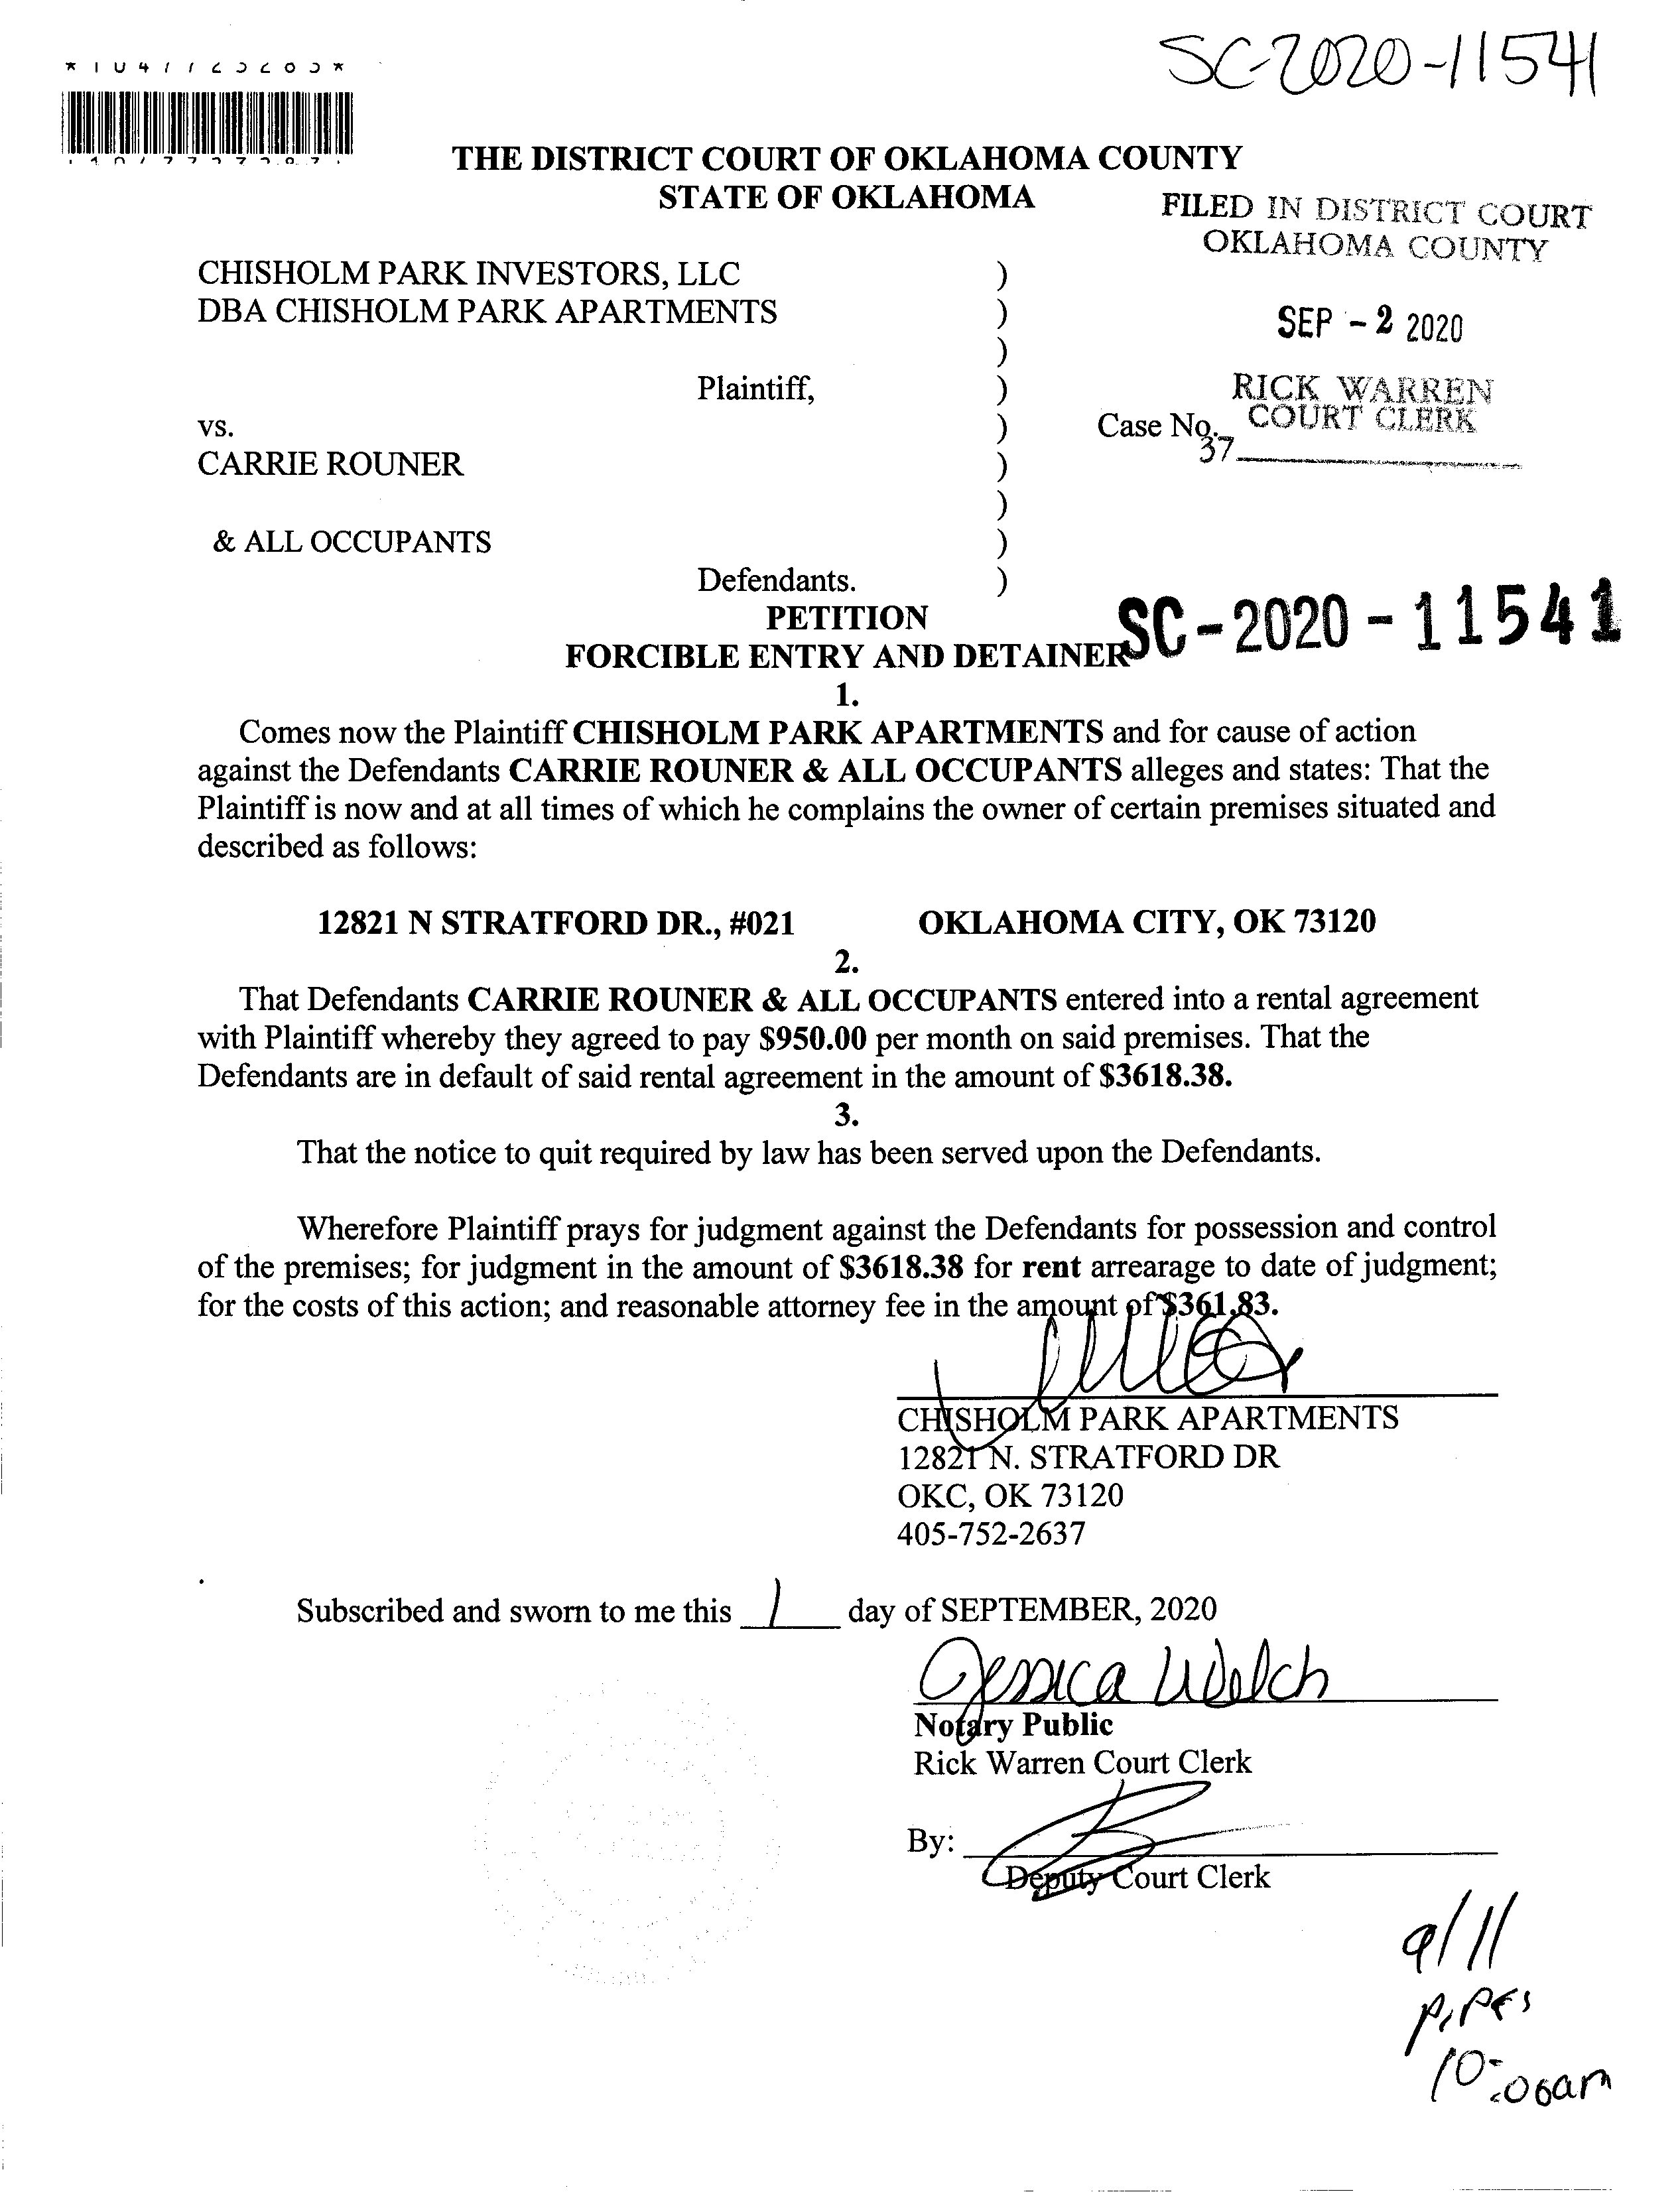 SC-2020-11541
THE DISTRICT COURT OF OKLAHOMA COUNTY
STATE OF OKLAHOMA
FILED IN DISTRICT COURT
OKLAHOMA COUNTY
SEP - 2 2020
RICK WARREN
COURT CLERK
37
CHISHOLM PARK INVESTORS, LLC )
DBA CHISHOLM PARK APARTMENTS )
)
Plaintiff, )
vs. ) Case No.
CARRIE ROUNER )
)
& ALL OCCUPANTS )
Defendants. )
PETITION
FORCIBLE ENTRY AND DETAINER
SC-2020-11541
1.
Comes now the Plaintiff CHISHOLM PARK APARTMENTS and for cause of action
against the Defendants CARRIE ROUNER & ALL OCCUPANTS alleges and states: That the
Plaintiff is now and at all times of which he complains the owner of certain premises situated and
described as follows:
12821 N STRATFORD DR., #021 OKLAHOMA CITY, OK 73120
2.
That Defendants CARRIE ROUNER & ALL OCCUPANTS entered into a rental agreement
with Plaintiff whereby they agreed to pay $950.00 per month on said premises. That the
Defendants are in default of said rental agreement in the amount of $3618.38.
3.
That the notice to quit required by law has been served upon the Defendants.
Wherefore Plaintiff prays for judgment against the Defendants for possession and control
of the premises; for judgment in the amount of $3618.38 for rent arrearage to date of judgment;
for the costs of this action; and reasonable attorney fee in the amount of $361.83.
CHISHOLM PARK APARTMENTS
12821 N. STRATFORD DR
OKC, OK 73120
405-752-2637
Subscribed and sworn to me this 1 day of SEPTEMBER, 2020
Jessica Welch
Notary Public
Rick Warren Court Clerk
By:
Deputy Court Clerk
9/11
PIPES
10:00am